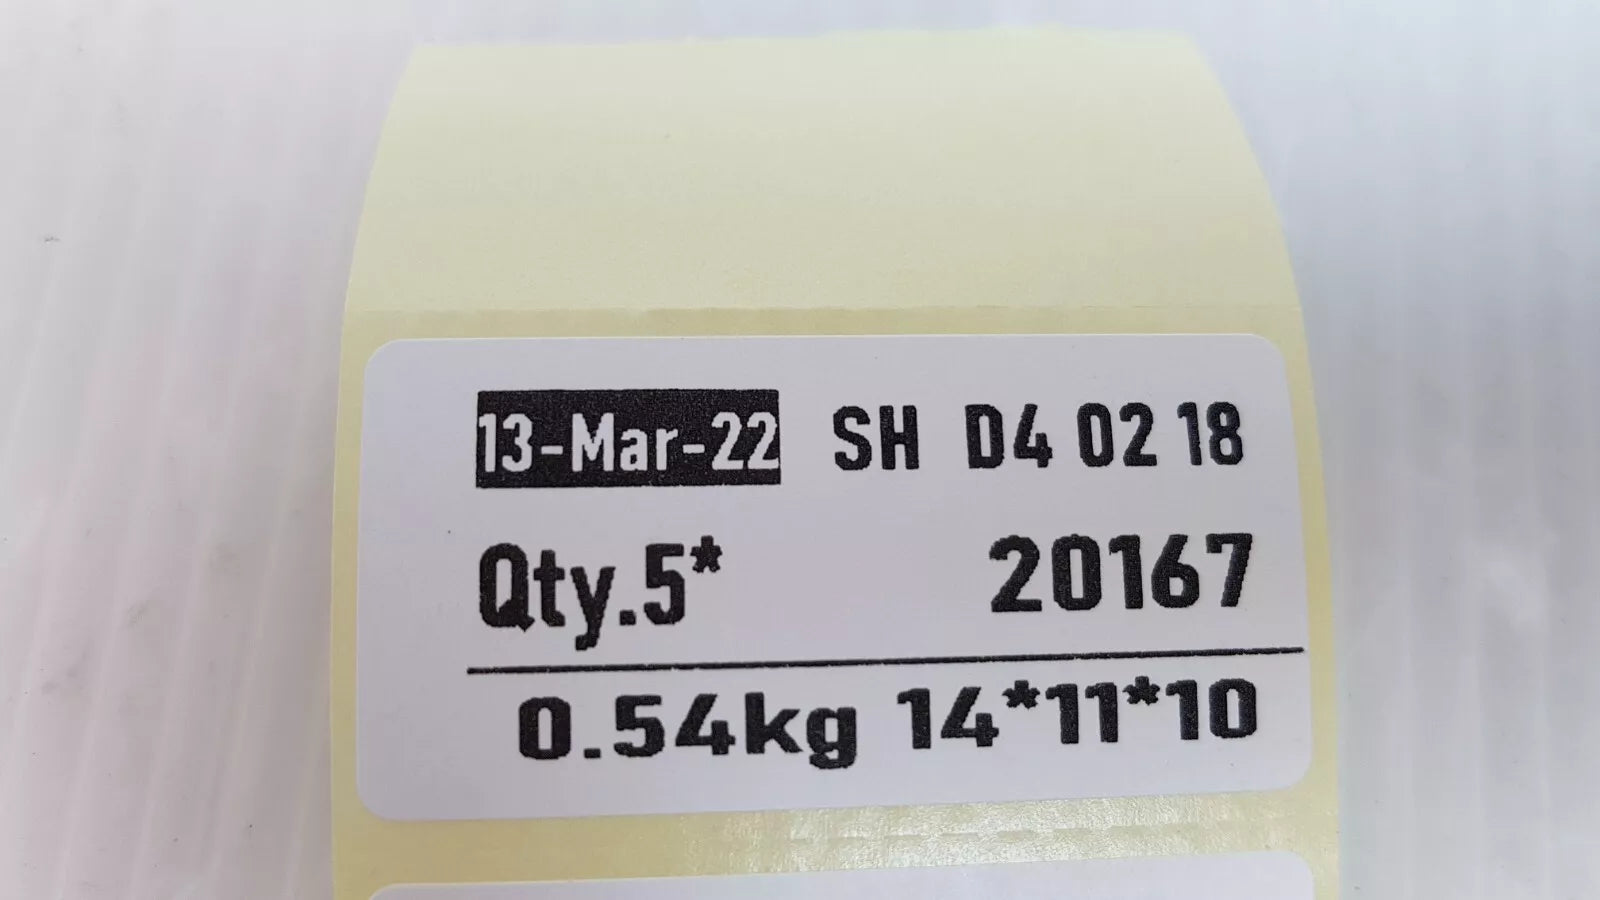 13-Mar-22 SH D4 02 18
Qty.5* 20167
0.54kg 14*11*10